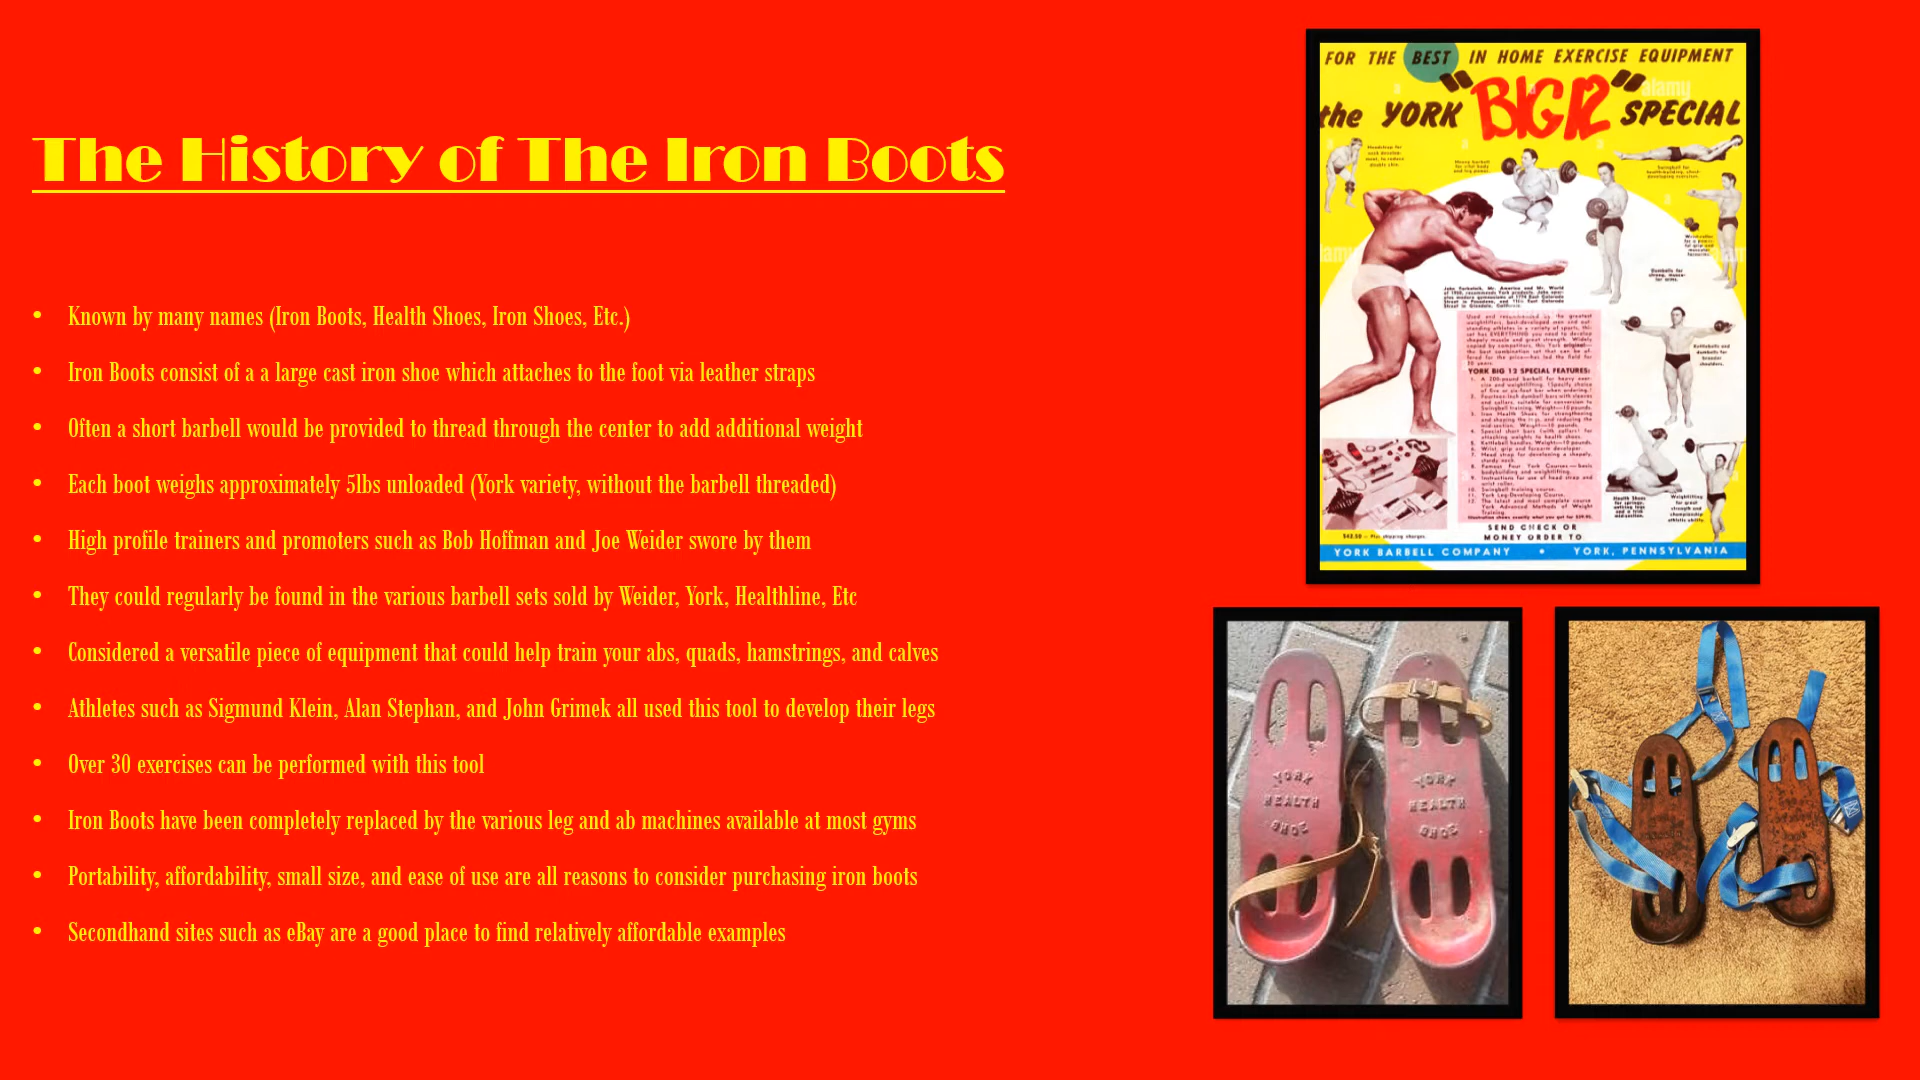 The History of The Iron Boots
• Known by many names (Iron Boots, Health Shoes, Iron Shoes, Etc.)
• Iron Boots consist of a a large cast iron shoe which attaches to the foot via leather straps
• Often a short barbell would be provided to thread through the center to add additional weight
• Each boot weighs approximately 5lbs unloaded (York variety, without the barbell threaded)
• High profile trainers and promoters such as Bob Hoffman and Joe Weider swore by them
• They could regularly be found in the various barbell sets sold by Weider, York, Healthline, Etc
• Considered a versatile piece of equipment that could help train your abs, quads, hamstrings, and calves
• Athletes such as Sigmund Klein, Alan Stephan, and John Grimek all used this tool to develop their legs
• Over 30 exercises can be performed with this tool
• Iron Boots have been completely replaced by the various leg and ab machines available at most gyms
• Portability, affordability, small size, and ease of use are all reasons to consider purchasing iron boots
• Secondhand sites such as eBay are a good place to find relatively affordable examples
FOR THE BEST IN HOME EXERCISE EQUIPMENT
the YORK "BIG 12" SPECIAL
alamy
YORK BIG 12 SPECIAL FEATURES:
SEND CHECK OR
MONEY ORDER TO
YORK BARBELL COMPANY • YORK, PENNSYLVANIA
YORK
HEALTH
SHOE
YORK
HEALTH
SHOE